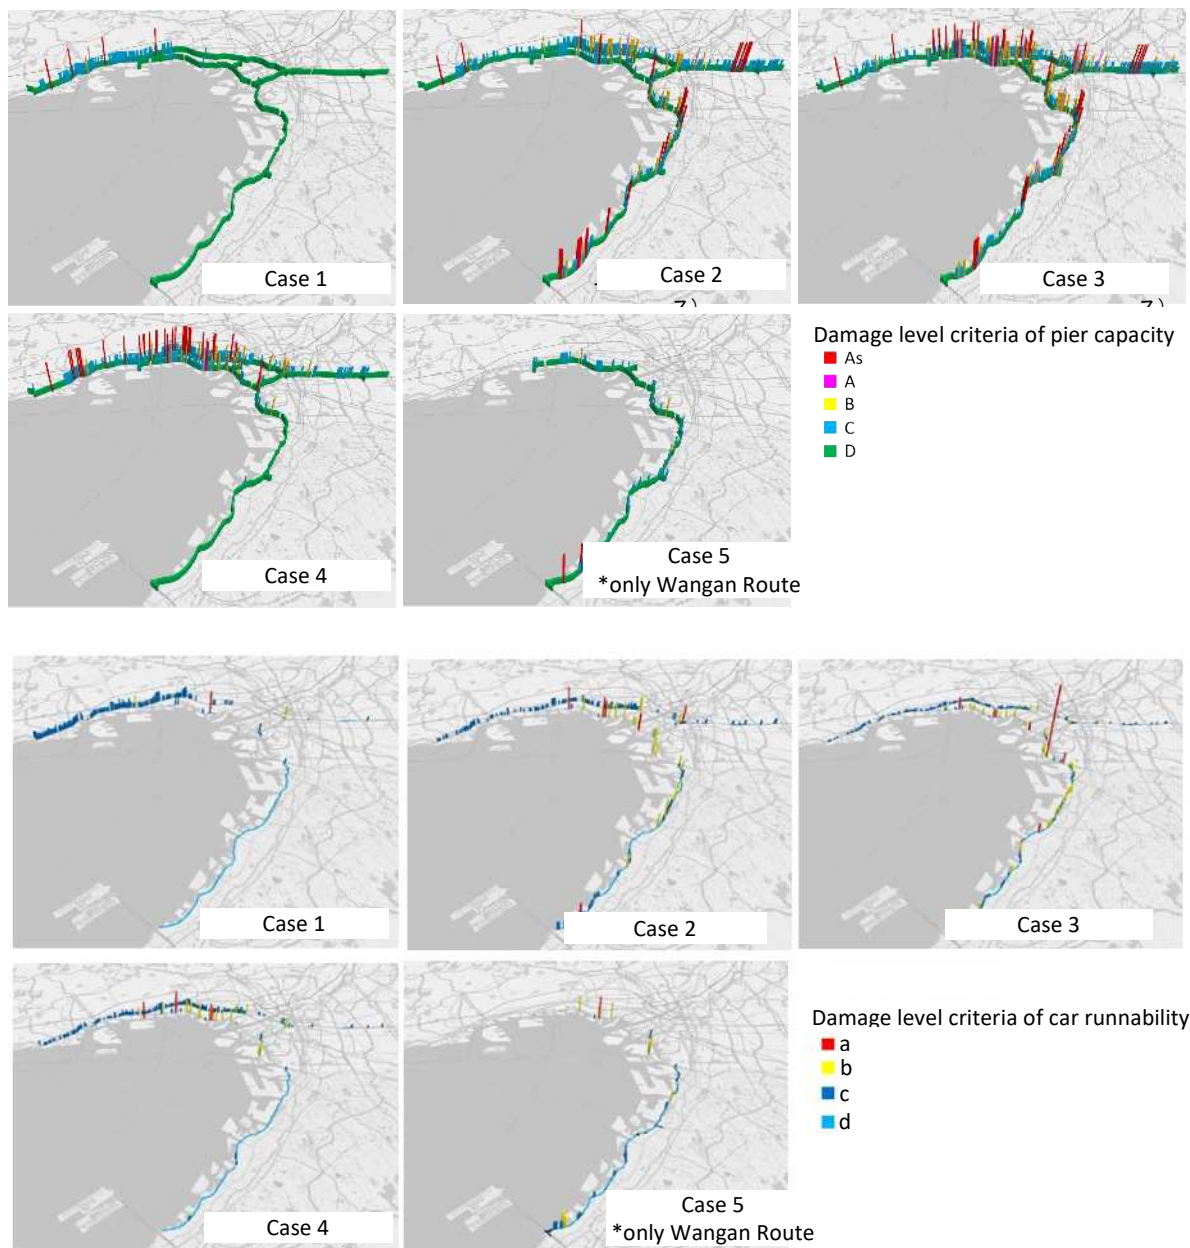 Case 1
Case 2
Case 3
Damage level criteria of pier capacity
As
A
B
C
D
Case 4
Case 5
*only Wangan Route
Case 1
Case 2
Case 3
Damage level criteria of car runnability
a
b
c
d
Case 4
Case 5
*only Wangan Route